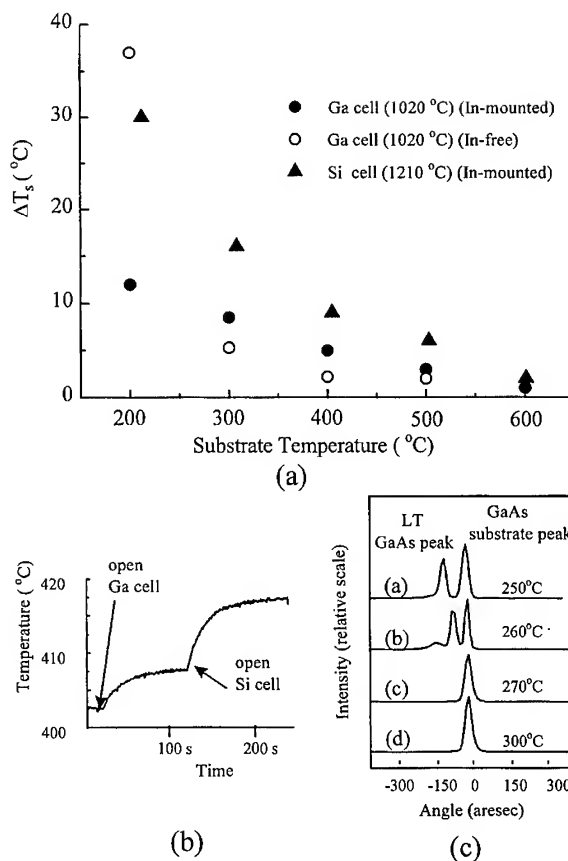 40
30
20
10
0
ΔTs (°C)
● Ga cell (1020 °C) (In-mounted)
○ Ga cell (1020 °C) (In-free)
▲ Si cell (1210 °C) (In-mounted)
200 300 400 500 600
Substrate Temperature ( °C)
(a)
Temperature (°C)
420
410
400
open
Ga cell
open
Si cell
100 s 200 s
Time
(b)
Intensity (relative scale)
LT
GaAs peak
GaAs
substrate peak
(a) 250°C
(b) 260°C
(c) 270°C
(d) 300°C
-300 -150 0 150 300
Angle (aresec)
(c)